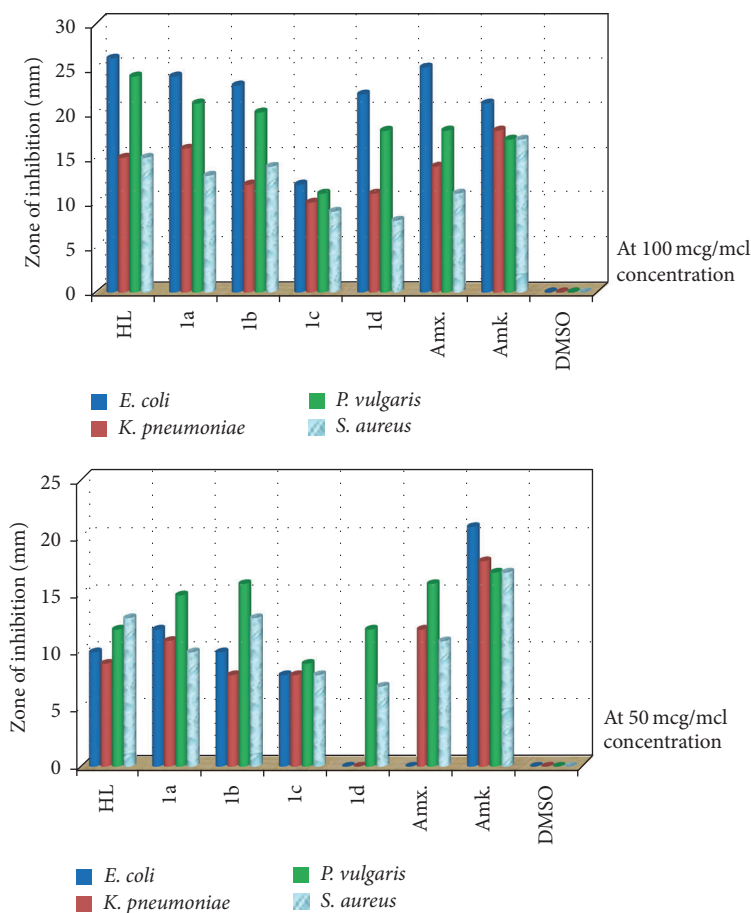 Zone of inhibition (mm)
30
25
20
15
10
5
0
HL
1a
1b
1c
1d
Amx.
Amk.
DMSO
At 100 mcg/mcl
concentration
E. coli
P. vulgaris
K. pneumoniae
S. aureus
Zone of inhibition (mm)
25
20
15
10
5
0
HL
1a
1b
1c
1d
Amx.
Amk.
DMSO
At 50 mcg/mcl
concentration
E. coli
P. vulgaris
K. pneumoniae
S. aureus